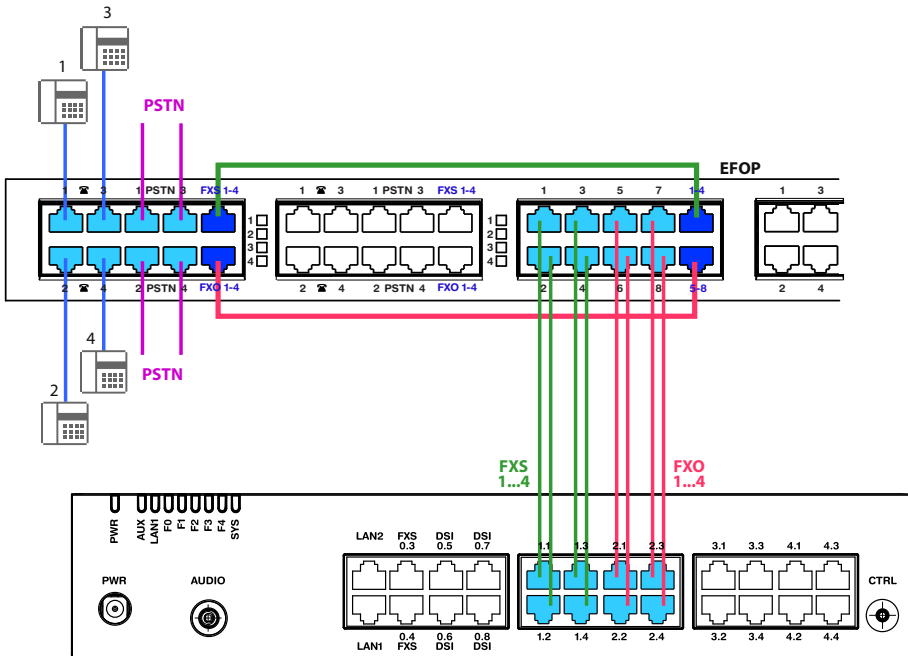 3
1
PSTN
EFOP
1 ☎ 3 1 PSTN 3 FXS 1-4
1 ☎ 3 1 PSTN 3 FXS 1-4
1 3 5 7 1-4
1 3
1
2
3
4
1
2
3
4
2 ☎ 4 2 PSTN 4 FXO 1-4
2 ☎ 4 2 PSTN 4 FXO 1-4
2 4 6 8 5-8
2 4
4
PSTN
2
FXS
1...4
FXO
1...4
PWR
AUX
LAN1
F0
F1
F2
F3
F4
SYS
LAN2 FXS 0.3 DSI 0.5 DSI 0.7
1.1 1.3 2.1 2.3
3.1 3.3 4.1 4.3
PWR
AUDIO
CTRL
LAN1 0.4 FXS 0.6 DSI 0.8 DSI
1.2 1.4 2.2 2.4
3.2 3.4 4.2 4.4